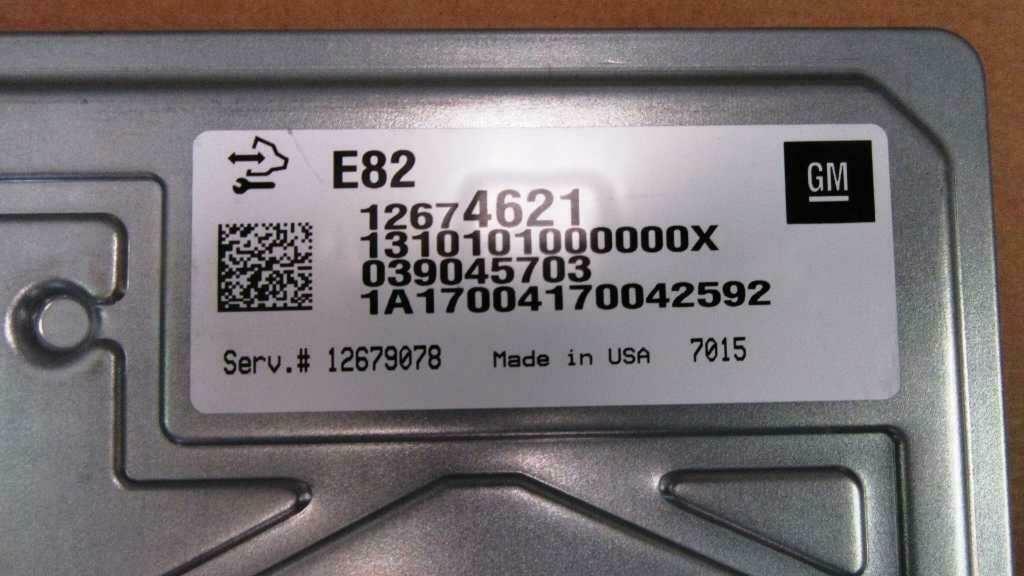 E82
GM
12674621
1310101000000X
039045703
1A17004170042592
Serv.# 12679078 Made in USA 7015